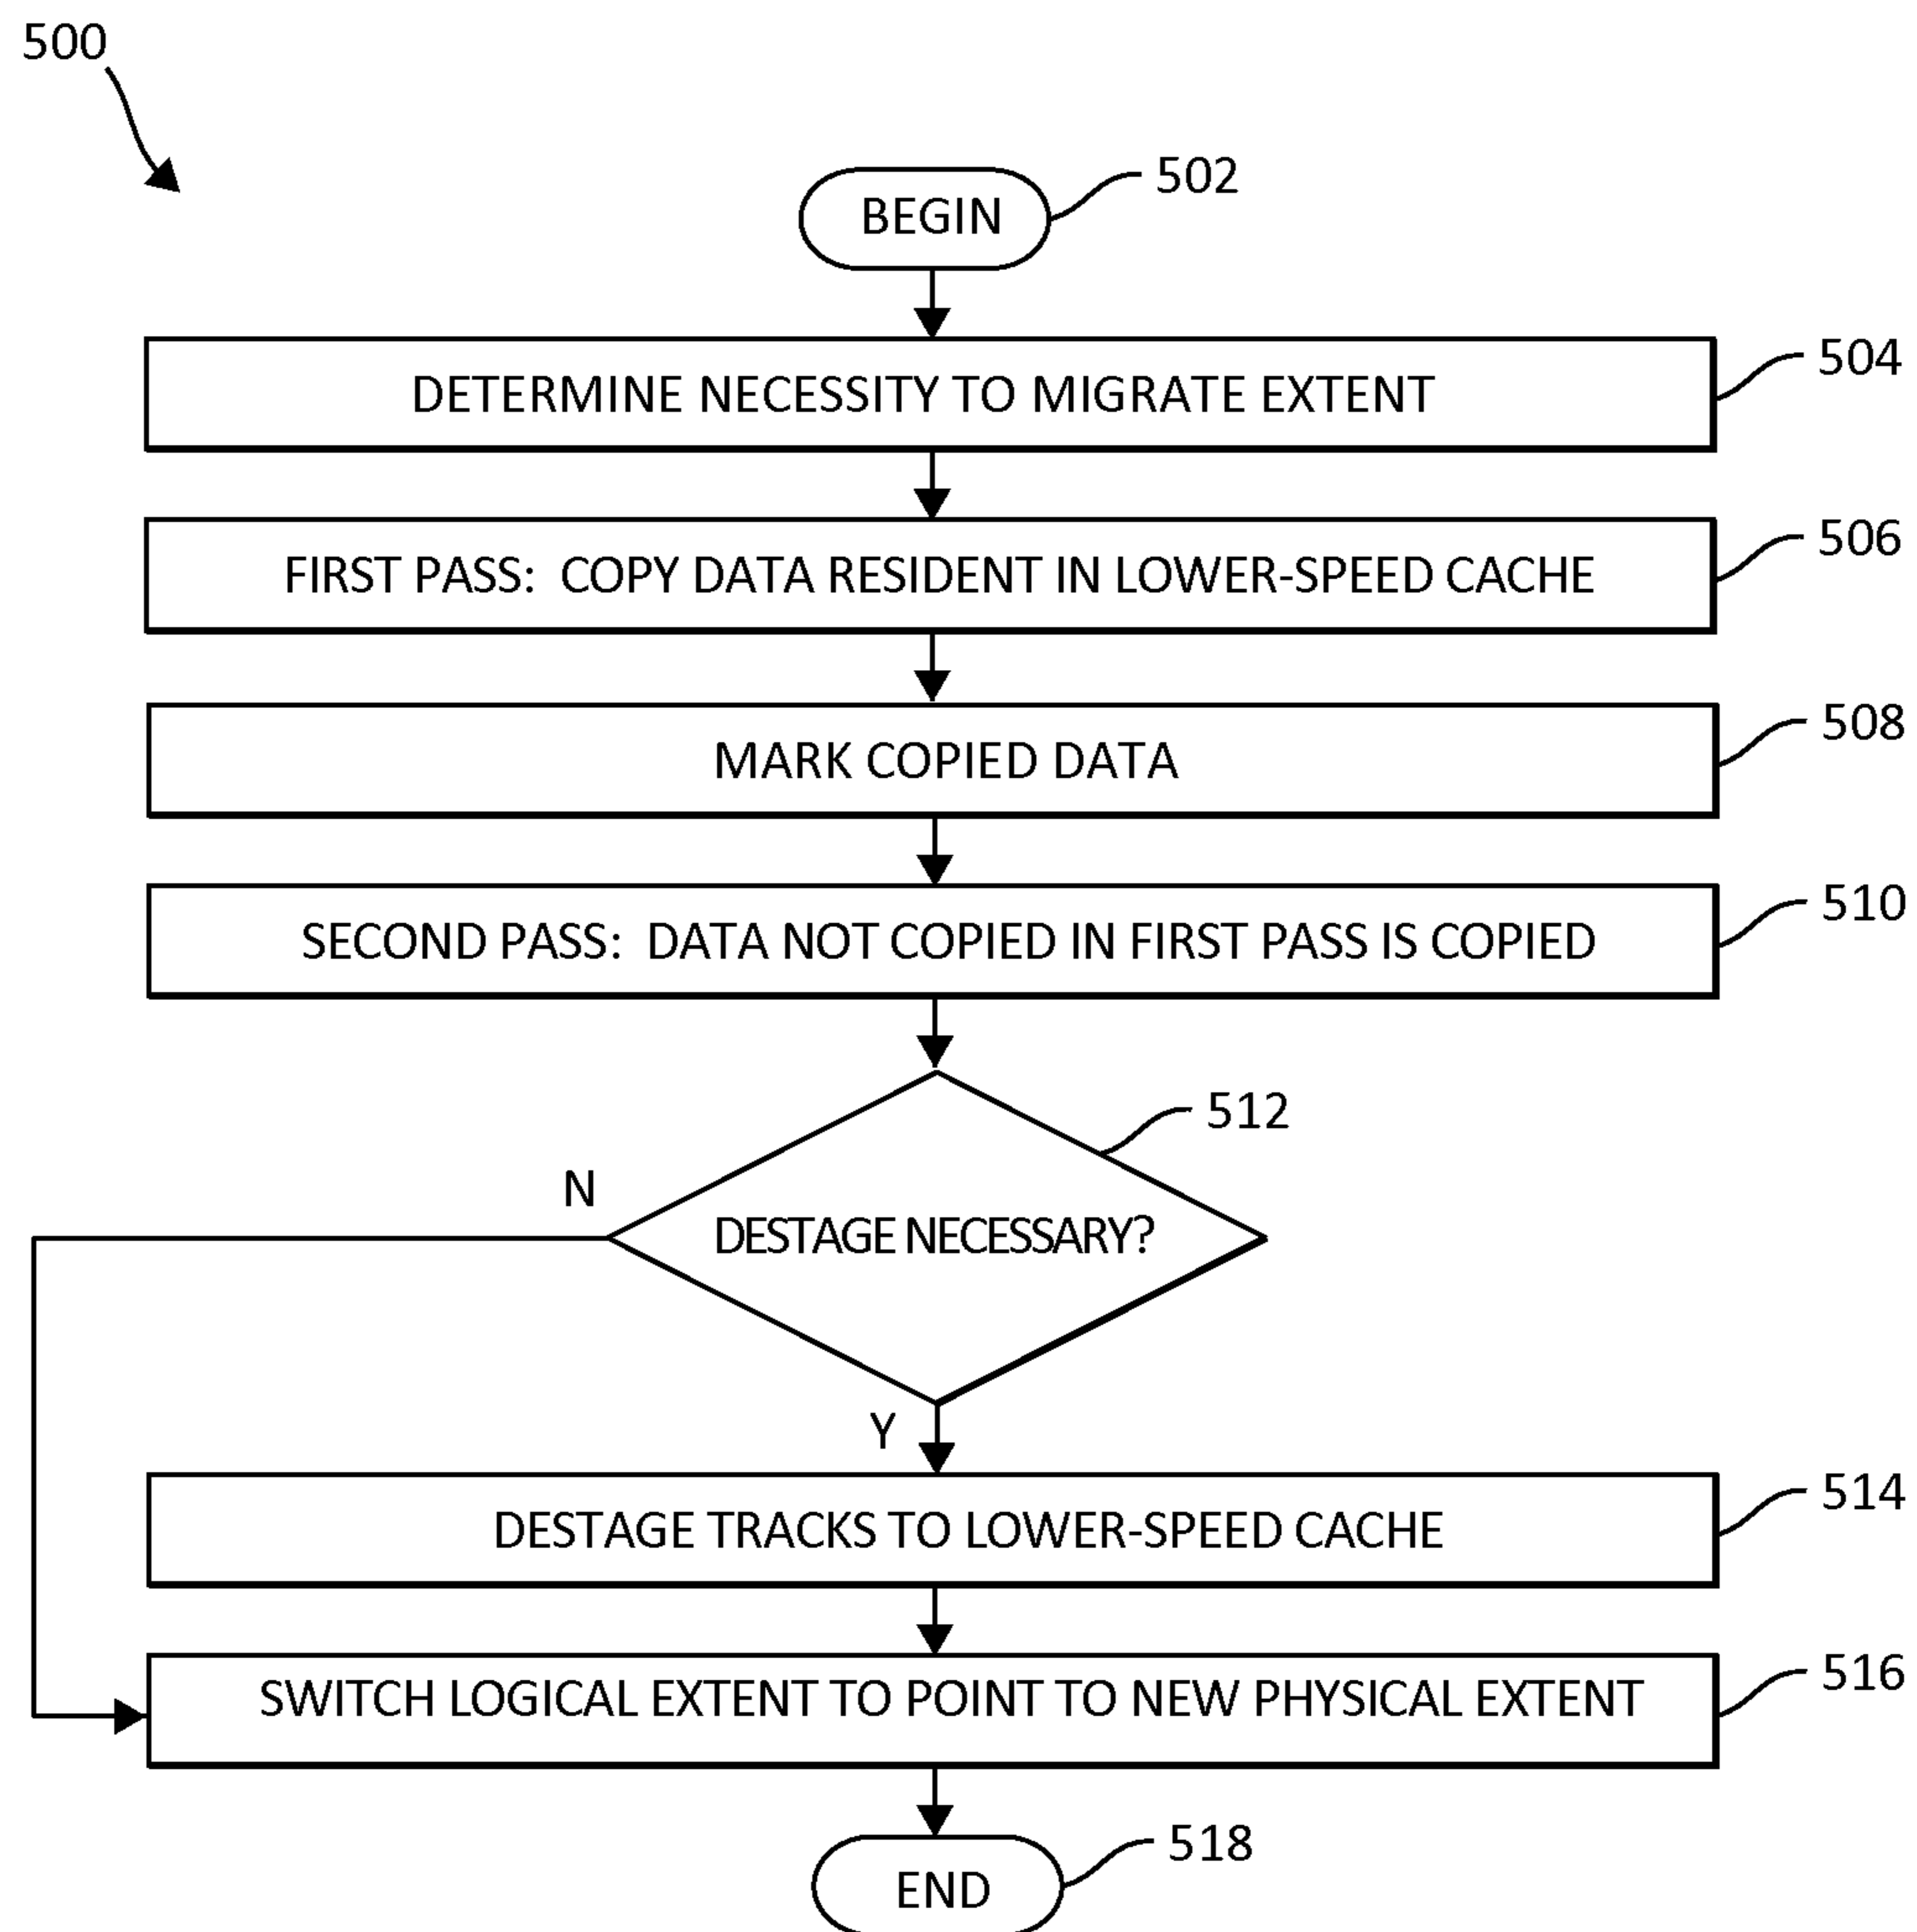 500
BEGIN
502
DETERMINE NECESSITY TO MIGRATE EXTENT
504
FIRST PASS: COPY DATA RESIDENT IN LOWER-SPEED CACHE
506
MARK COPIED DATA
508
SECOND PASS: DATA NOT COPIED IN FIRST PASS IS COPIED
510
512
N
DESTAGE NECESSARY?
Y
DESTAGE TRACKS TO LOWER-SPEED CACHE
514
SWITCH LOGICAL EXTENT TO POINT TO NEW PHYSICAL EXTENT
516
END
518